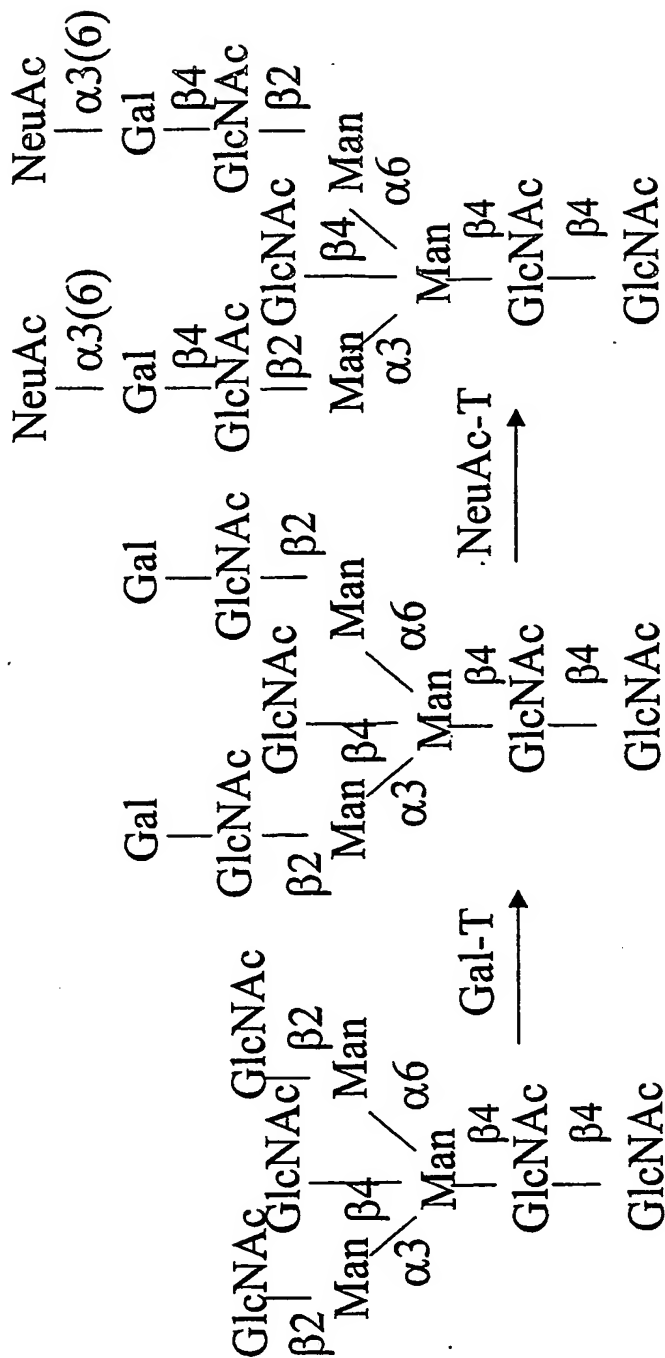 GlcNAc GlcNAc
GlcNAc
β2 β2
Man β4 Man
α3 α6
Man
β4
GlcNAc
β4
GlcNAc
Gal-T
Gal Gal
GlcNAc GlcNAc
β2 GlcNAc β2
Man β4 Man
α3 α6
Man
β4
GlcNAc
β4
GlcNAc
NeuAc-T
NeuAc NeuAc
α3(6) α3(6)
Gal Gal
β4 β4
GlcNAc GlcNAc
β2 GlcNAc β2
Man β4 Man
α3 α6
Man
β4
GlcNAc
β4
GlcNAc